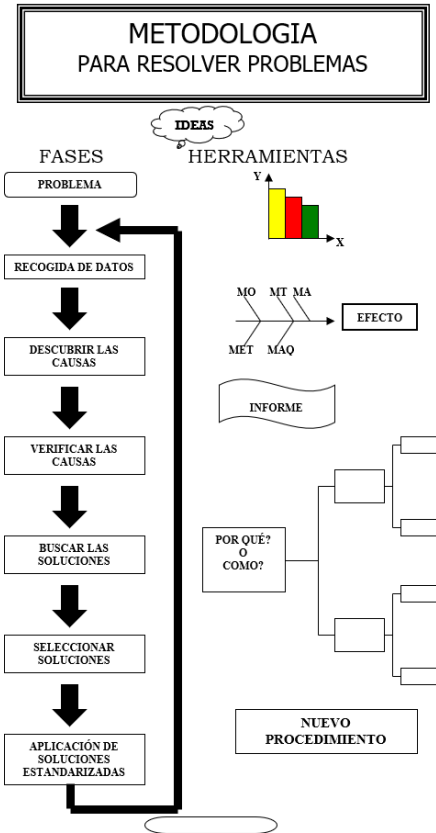 METODOLOGIA
PARA RESOLVER PROBLEMAS
IDEAS
FASES
HERRAMIENTAS
PROBLEMA
Y
X
RECOGIDA DE DATOS
MO MT MA
EFECTO
MET MAQ
DESCUBRIR LAS
CAUSAS
INFORME
VERIFICAR LAS
CAUSAS
POR QUÉ?
O
COMO?
BUSCAR LAS
SOLUCIONES
SELECCIONAR
SOLUCIONES
NUEVO
PROCEDIMIENTO
APLICACIÓN DE
SOLUCIONES
ESTANDARIZADAS